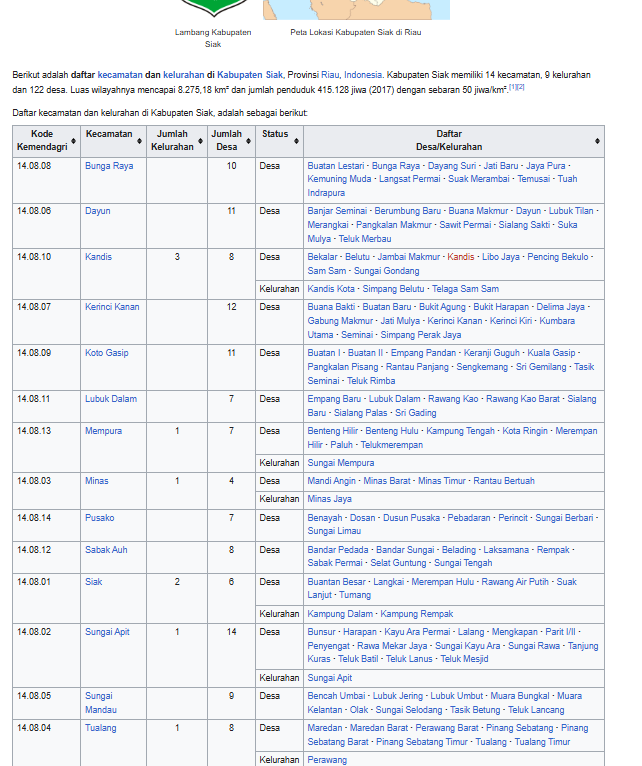 Lambang Kabupaten
Siak
Peta Lokasi Kabupaten Siak di Riau
Berikut adalah daftar kecamatan dan kelurahan di Kabupaten Siak, Provinsi Riau, Indonesia. Kabupaten Siak memiliki 14 kecamatan, 9 kelurahan
dan 122 desa. Luas wilayahnya mencapai 8.275,18 km² dan jumlah penduduk 415.128 jiwa (2017) dengan sebaran 50 jiwa/km².[1][2]
Daftar kecamatan dan kelurahan di Kabupaten Siak, adalah sebagai berikut:
Kode Kemendagri Kecamatan Jumlah Kelurahan Jumlah Desa Status Daftar Desa/Kelurahan
14.08.08 Bunga Raya 10 Desa Buatan Lestari · Bunga Raya · Dayang Suri · Jati Baru · Jaya Pura ·
Kemuning Muda · Langsat Permai · Suak Merambai · Temusai · Tuah
Indrapura
14.08.06 Dayun 11 Desa Banjar Seminai · Berumbung Baru · Buana Makmur · Dayun · Lubuk Tilan ·
Merangkai · Pangkalan Makmur · Sawit Permai · Sialang Sakti · Suka
Mulya · Teluk Merbau
14.08.10 Kandis 3 8 Desa Bekalar · Belutu · Jambai Makmur · Kandis · Libo Jaya · Pencing Bekulo ·
Sam Sam · Sungai Gondang
Kelurahan Kandis Kota · Simpang Belutu · Telaga Sam Sam
14.08.07 Kerinci Kanan 12 Desa Buana Bakti · Buatan Baru · Bukit Agung · Bukit Harapan · Delima Jaya ·
Gabung Makmur · Jati Mulya · Kerinci Kanan · Kerinci Kiri · Kumbara
Utama · Seminai · Simpang Perak Jaya
14.08.09 Koto Gasip 11 Desa Buatan I · Buatan II · Empang Pandan · Keranji Guguh · Kuala Gasip ·
Pangkalan Pisang · Rantau Panjang · Sengkemang · Sri Gemilang · Tasik
Seminai · Teluk Rimba
14.08.11 Lubuk Dalam 7 Desa Empang Baru · Lubuk Dalam · Rawang Kao · Rawang Kao Barat · Sialang
Baru · Sialang Palas · Sri Gading
14.08.13 Mempura 1 7 Desa Benteng Hilir · Benteng Hulu · Kampung Tengah · Kota Ringin · Merempan
Hilir · Paluh · Telukmerempan
Kelurahan Sungai Mempura
14.08.03 Minas 1 4 Desa Mandi Angin · Minas Barat · Minas Timur · Rantau Bertuah
Kelurahan Minas Jaya
14.08.14 Pusako 7 Desa Benayah · Dosan · Dusun Pusaka · Pebadaran · Perincit · Sungai Berbari ·
Sungai Limau
14.08.12 Sabak Auh 8 Desa Bandar Pedada · Bandar Sungai · Belading · Laksamana · Rempak ·
Sabak Permai · Selat Guntung · Sungai Tengah
14.08.01 Siak 2 6 Desa Buantan Besar · Langkai · Merempan Hulu · Rawang Air Putih · Suak
Lanjut · Tumang
Kelurahan Kampung Dalam · Kampung Rempak
14.08.02 Sungai Apit 1 14 Desa Bunsur · Harapan · Kayu Ara Permai · Lalang · Mengkapan · Parit I/II ·
Penyengat · Rawa Mekar Jaya · Sungai Kayu Ara · Sungai Rawa · Tanjung
Kuras · Teluk Batil · Teluk Lanus · Teluk Mesjid
Kelurahan Sungai Apit
14.08.05 Sungai Mandau 9 Desa Bencah Umbai · Lubuk Jering · Lubuk Umbut · Muara Bungkal · Muara
Kelantan · Olak · Sungai Selodang · Tasik Betung · Teluk Lancang
14.08.04 Tualang 1 8 Desa Maredan · Maredan Barat · Perawang Barat · Pinang Sebatang · Pinang
Sebatang Barat · Pinang Sebatang Timur · Tualang · Tualang Timur
Kelurahan Perawang